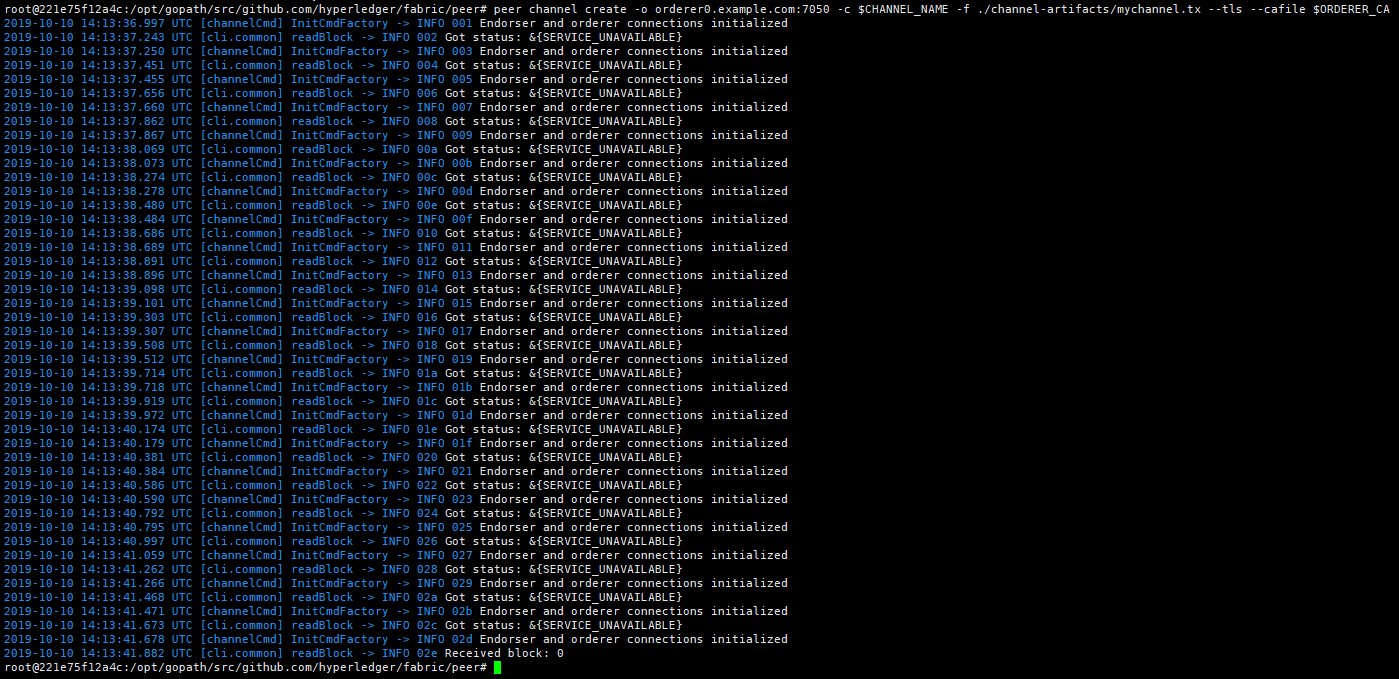 root@221e75f12a4c:/opt/gopath/src/github.com/hyperledger/fabric/peer# peer channel create -o orderer0.example.com:7050 -c $CHANNEL_NAME -f ./channel-artifacts/mychannel.tx --tls --cafile $ORDERER_CA
2019-10-10 14:13:36.997 UTC [channelCmd] InitCmdFactory -> INFO 001 Endorser and orderer connections initialized
2019-10-10 14:13:37.243 UTC [cli.common] readBlock -> INFO 002 Got status: &{SERVICE_UNAVAILABLE}
2019-10-10 14:13:37.250 UTC [channelCmd] InitCmdFactory -> INFO 003 Endorser and orderer connections initialized
2019-10-10 14:13:37.451 UTC [cli.common] readBlock -> INFO 004 Got status: &{SERVICE_UNAVAILABLE}
2019-10-10 14:13:37.455 UTC [channelCmd] InitCmdFactory -> INFO 005 Endorser and orderer connections initialized
2019-10-10 14:13:37.656 UTC [cli.common] readBlock -> INFO 006 Got status: &{SERVICE_UNAVAILABLE}
2019-10-10 14:13:37.660 UTC [channelCmd] InitCmdFactory -> INFO 007 Endorser and orderer connections initialized
2019-10-10 14:13:37.862 UTC [cli.common] readBlock -> INFO 008 Got status: &{SERVICE_UNAVAILABLE}
2019-10-10 14:13:37.867 UTC [channelCmd] InitCmdFactory -> INFO 009 Endorser and orderer connections initialized
2019-10-10 14:13:38.069 UTC [cli.common] readBlock -> INFO 00a Got status: &{SERVICE_UNAVAILABLE}
2019-10-10 14:13:38.073 UTC [channelCmd] InitCmdFactory -> INFO 00b Endorser and orderer connections initialized
2019-10-10 14:13:38.274 UTC [cli.common] readBlock -> INFO 00c Got status: &{SERVICE_UNAVAILABLE}
2019-10-10 14:13:38.278 UTC [channelCmd] InitCmdFactory -> INFO 00d Endorser and orderer connections initialized
2019-10-10 14:13:38.480 UTC [cli.common] readBlock -> INFO 00e Got status: &{SERVICE_UNAVAILABLE}
2019-10-10 14:13:38.484 UTC [channelCmd] InitCmdFactory -> INFO 00f Endorser and orderer connections initialized
2019-10-10 14:13:38.686 UTC [cli.common] readBlock -> INFO 010 Got status: &{SERVICE_UNAVAILABLE}
2019-10-10 14:13:38.689 UTC [channelCmd] InitCmdFactory -> INFO 011 Endorser and orderer connections initialized
2019-10-10 14:13:38.891 UTC [cli.common] readBlock -> INFO 012 Got status: &{SERVICE_UNAVAILABLE}
2019-10-10 14:13:38.896 UTC [channelCmd] InitCmdFactory -> INFO 013 Endorser and orderer connections initialized
2019-10-10 14:13:39.098 UTC [cli.common] readBlock -> INFO 014 Got status: &{SERVICE_UNAVAILABLE}
2019-10-10 14:13:39.101 UTC [channelCmd] InitCmdFactory -> INFO 015 Endorser and orderer connections initialized
2019-10-10 14:13:39.303 UTC [cli.common] readBlock -> INFO 016 Got status: &{SERVICE_UNAVAILABLE}
2019-10-10 14:13:39.307 UTC [channelCmd] InitCmdFactory -> INFO 017 Endorser and orderer connections initialized
2019-10-10 14:13:39.508 UTC [cli.common] readBlock -> INFO 018 Got status: &{SERVICE_UNAVAILABLE}
2019-10-10 14:13:39.512 UTC [channelCmd] InitCmdFactory -> INFO 019 Endorser and orderer connections initialized
2019-10-10 14:13:39.714 UTC [cli.common] readBlock -> INFO 01a Got status: &{SERVICE_UNAVAILABLE}
2019-10-10 14:13:39.718 UTC [channelCmd] InitCmdFactory -> INFO 01b Endorser and orderer connections initialized
2019-10-10 14:13:39.919 UTC [cli.common] readBlock -> INFO 01c Got status: &{SERVICE_UNAVAILABLE}
2019-10-10 14:13:39.972 UTC [channelCmd] InitCmdFactory -> INFO 01d Endorser and orderer connections initialized
2019-10-10 14:13:40.174 UTC [cli.common] readBlock -> INFO 01e Got status: &{SERVICE_UNAVAILABLE}
2019-10-10 14:13:40.179 UTC [channelCmd] InitCmdFactory -> INFO 01f Endorser and orderer connections initialized
2019-10-10 14:13:40.381 UTC [cli.common] readBlock -> INFO 020 Got status: &{SERVICE_UNAVAILABLE}
2019-10-10 14:13:40.384 UTC [channelCmd] InitCmdFactory -> INFO 021 Endorser and orderer connections initialized
2019-10-10 14:13:40.586 UTC [cli.common] readBlock -> INFO 022 Got status: &{SERVICE_UNAVAILABLE}
2019-10-10 14:13:40.590 UTC [channelCmd] InitCmdFactory -> INFO 023 Endorser and orderer connections initialized
2019-10-10 14:13:40.792 UTC [cli.common] readBlock -> INFO 024 Got status: &{SERVICE_UNAVAILABLE}
2019-10-10 14:13:40.795 UTC [channelCmd] InitCmdFactory -> INFO 025 Endorser and orderer connections initialized
2019-10-10 14:13:40.997 UTC [cli.common] readBlock -> INFO 026 Got status: &{SERVICE_UNAVAILABLE}
2019-10-10 14:13:41.059 UTC [channelCmd] InitCmdFactory -> INFO 027 Endorser and orderer connections initialized
2019-10-10 14:13:41.262 UTC [cli.common] readBlock -> INFO 028 Got status: &{SERVICE_UNAVAILABLE}
2019-10-10 14:13:41.266 UTC [channelCmd] InitCmdFactory -> INFO 029 Endorser and orderer connections initialized
2019-10-10 14:13:41.468 UTC [cli.common] readBlock -> INFO 02a Got status: &{SERVICE_UNAVAILABLE}
2019-10-10 14:13:41.471 UTC [channelCmd] InitCmdFactory -> INFO 02b Endorser and orderer connections initialized
2019-10-10 14:13:41.673 UTC [cli.common] readBlock -> INFO 02c Got status: &{SERVICE_UNAVAILABLE}
2019-10-10 14:13:41.678 UTC [channelCmd] InitCmdFactory -> INFO 02d Endorser and orderer connections initialized
2019-10-10 14:13:41.882 UTC [cli.common] readBlock -> INFO 02e Received block: 0
root@221e75f12a4c:/opt/gopath/src/github.com/hyperledger/fabric/peer#